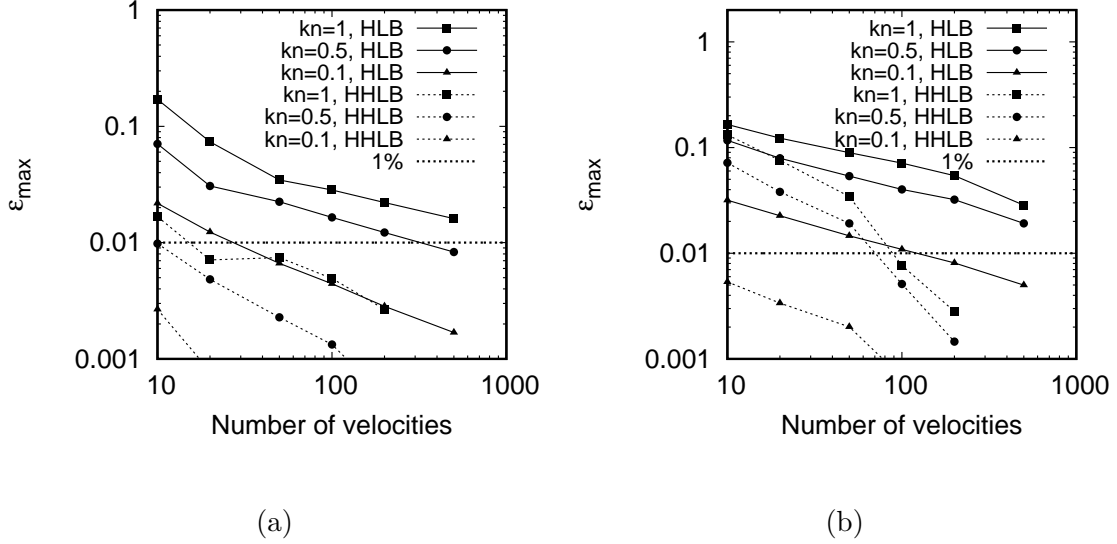 1
0.1
0.01
0.001
10
100
1000
ε_max
Number of velocities
kn=1, HLB
kn=0.5, HLB
kn=0.1, HLB
kn=1, HHLB
kn=0.5, HHLB
kn=0.1, HHLB
1%
(a)
1
0.1
0.01
0.001
10
100
1000
ε_max
Number of velocities
kn=1, HLB
kn=0.5, HLB
kn=0.1, HLB
kn=1, HHLB
kn=0.5, HHLB
kn=0.1, HHLB
1%
(b)